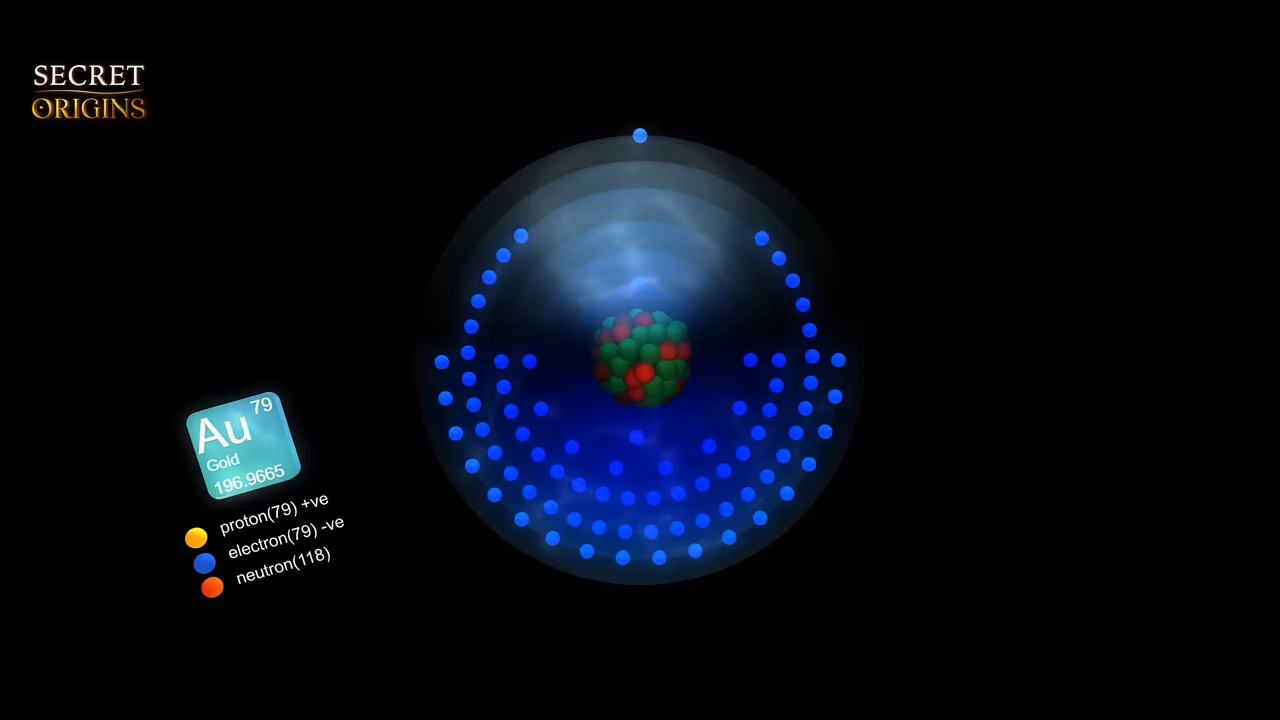 SECRET
ORIGINS
79
Au
Gold
196.9665
proton(79) +ve
electron(79) -ve
neutron(118)